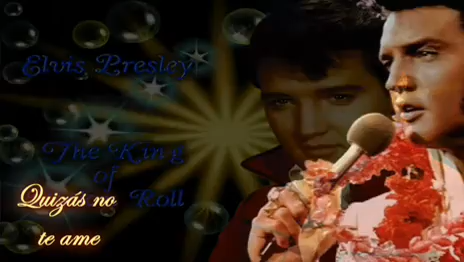 Elvis Presley
The King
of
Quizás no Roll
te ame